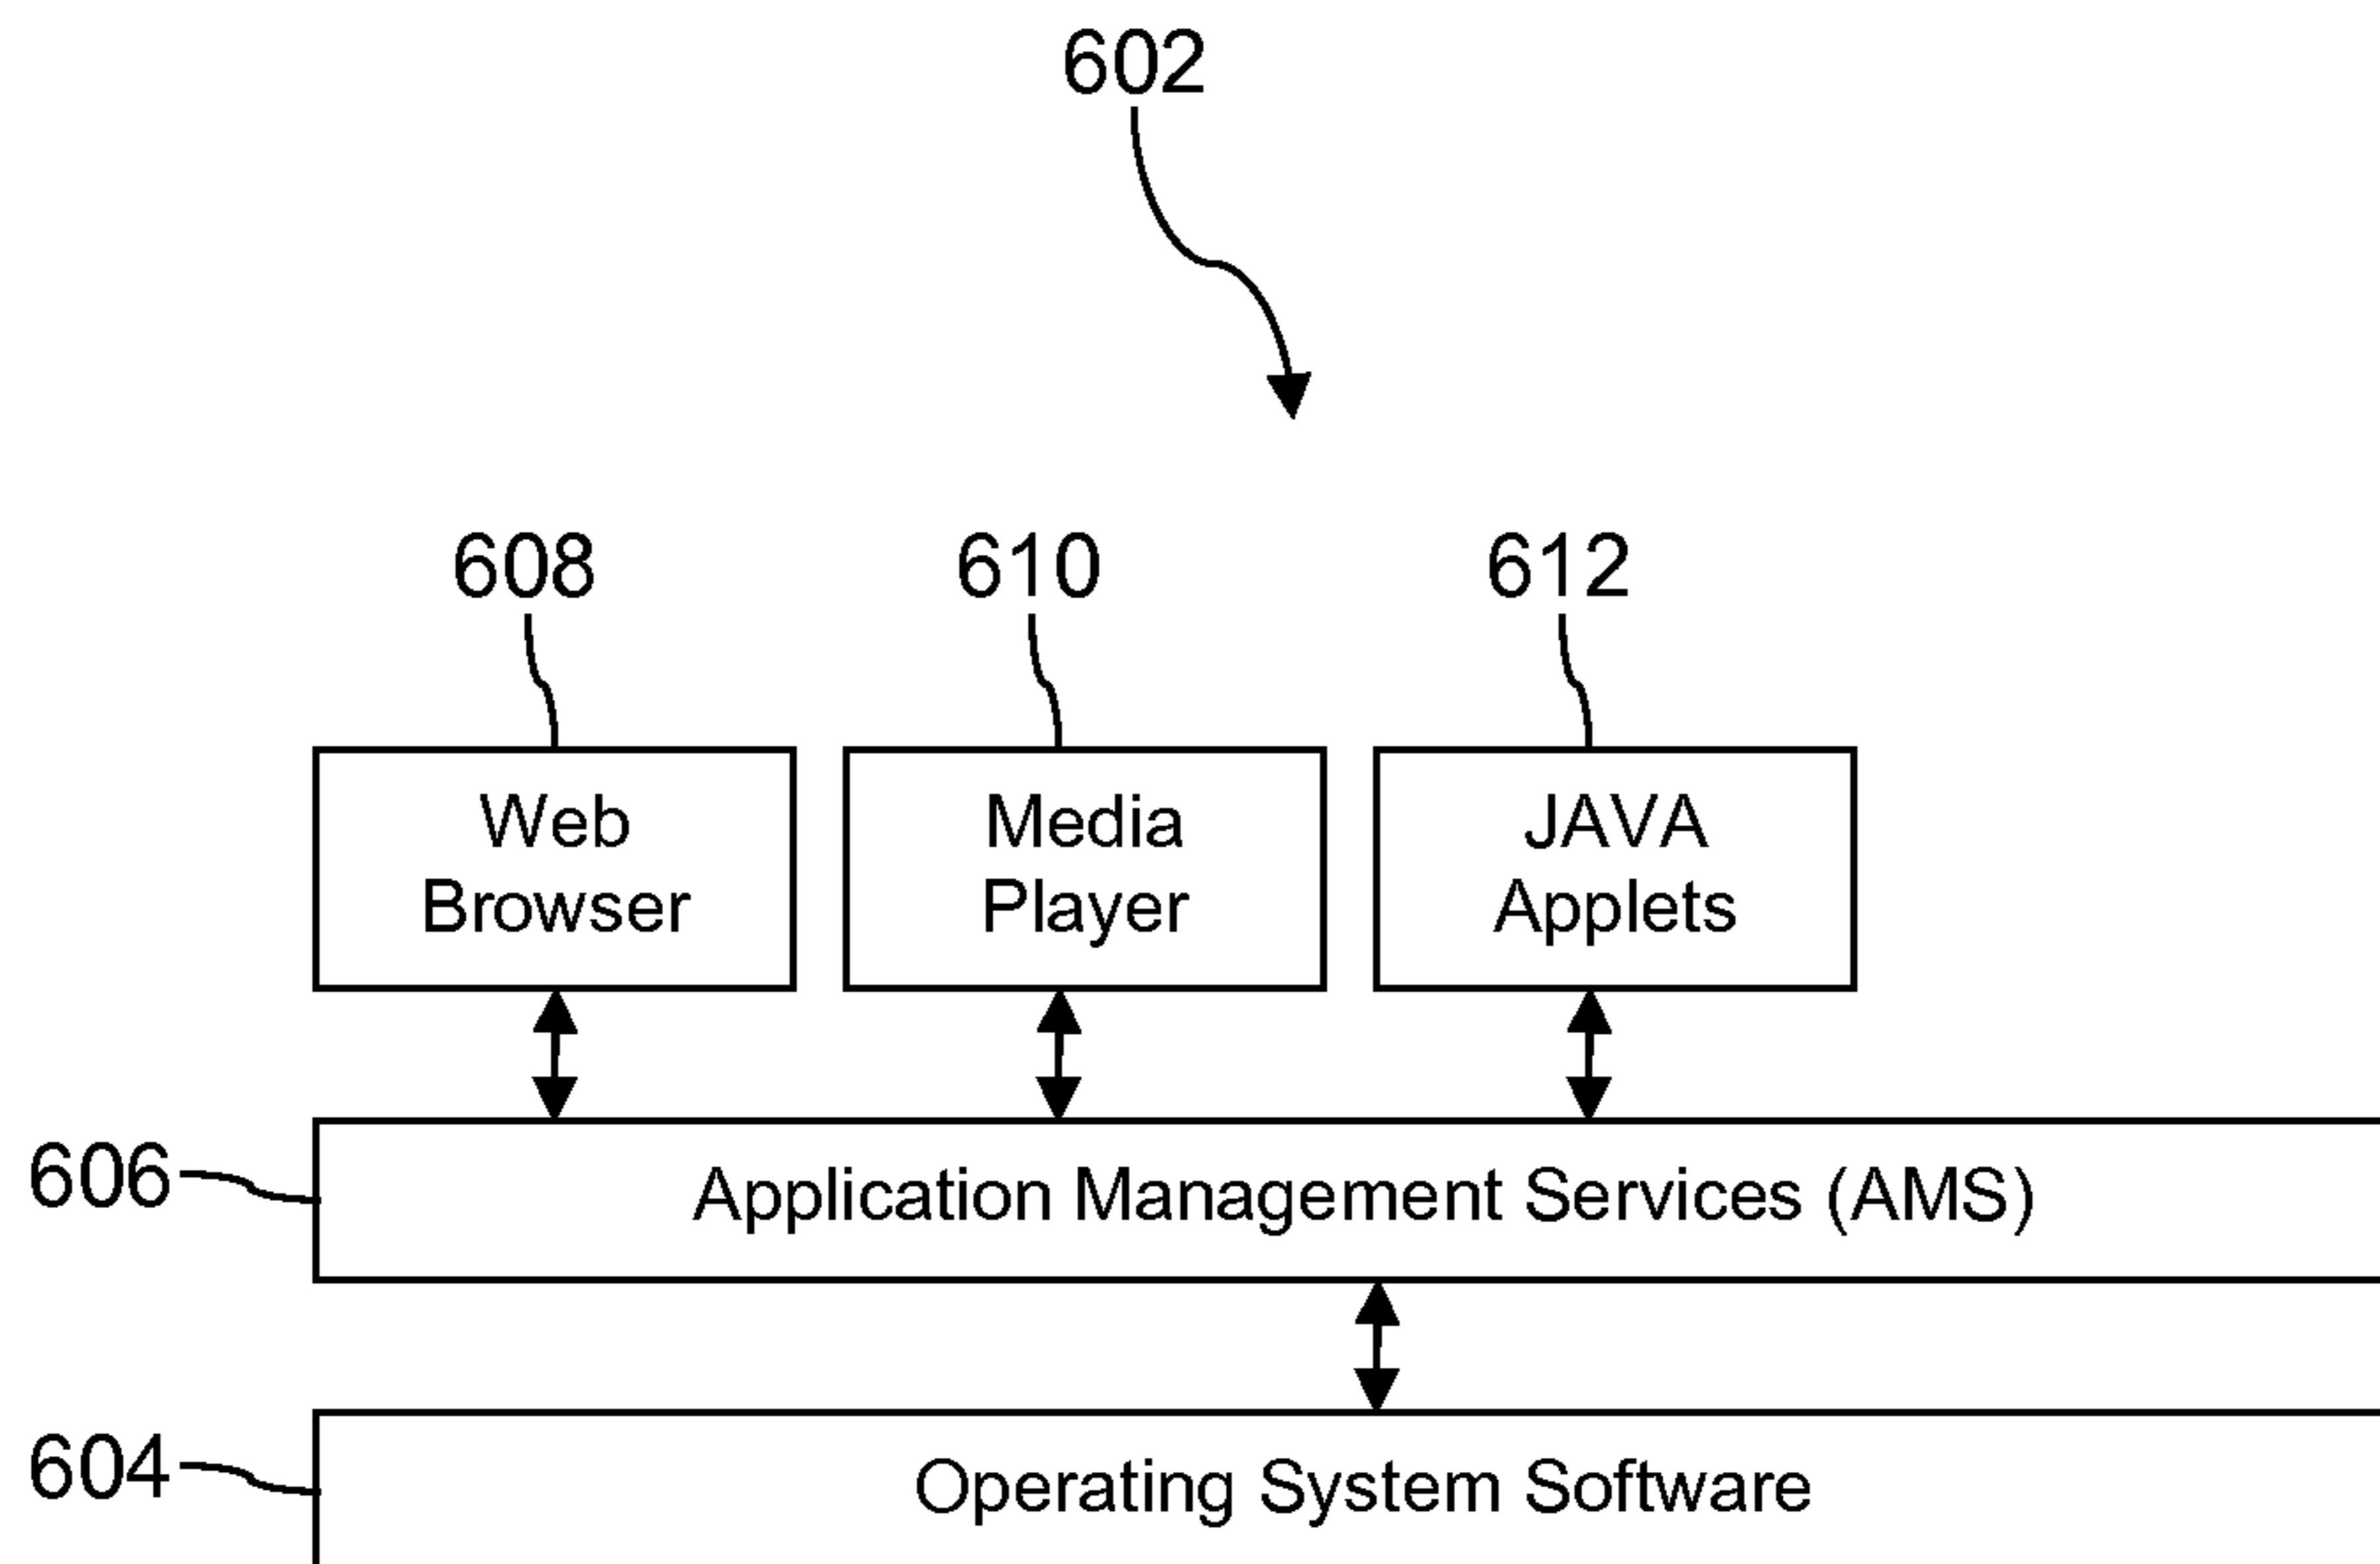 602
608
610
612
Web
Browser
Media
Player
JAVA
Applets
606
Application Management Services (AMS)
604
Operating System Software